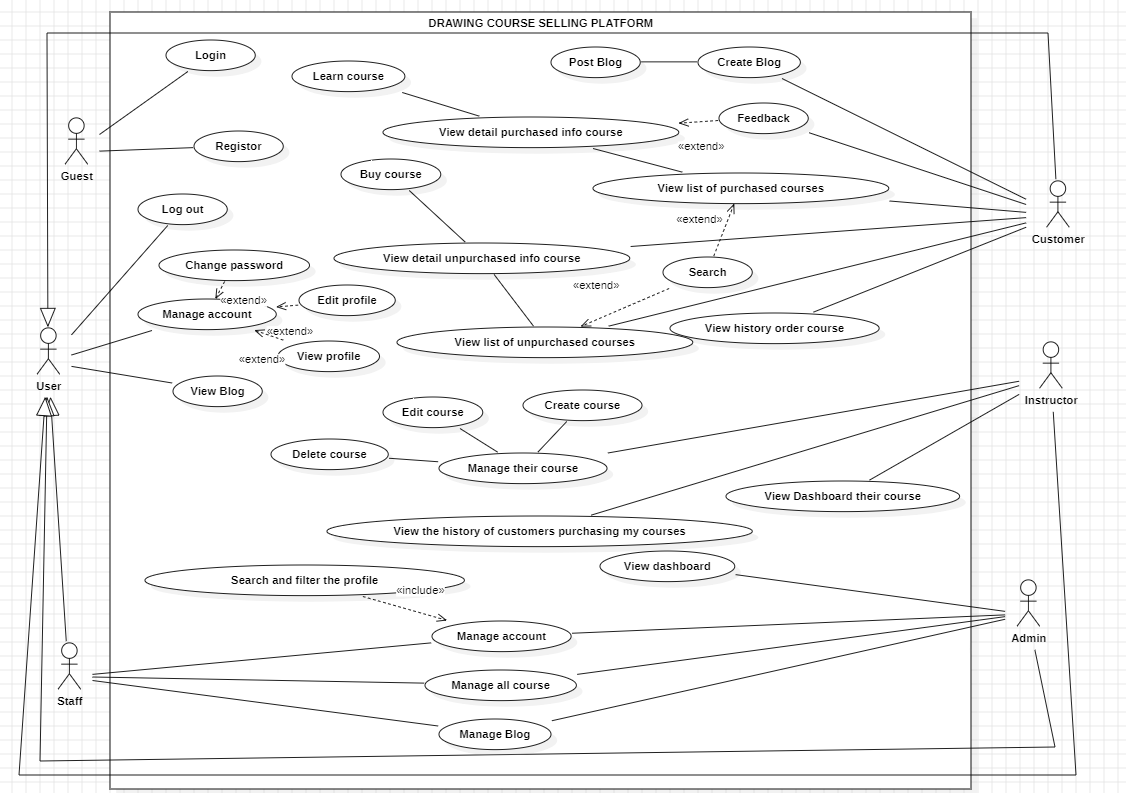 DRAWING COURSE SELLING PLATFORM
Login
Learn course
Post Blog
Create Blog
View detail purchased info course
Feedback
«extend»
Registor
Guest
Buy course
View list of purchased courses
Log out
«extend»
Customer
View detail unpurchased info course
Change password
Search
«extend»
«extend»
Edit profile
Manage account
«extend»
View history order course
View list of unpurchased courses
«extend»
View profile
User
View Blog
Instructor
Edit course
Create course
Delete course
Manage their course
View Dashboard their course
View the history of customers purchasing my courses
View dashboard
Search and filter the profile
«include»
Manage account
Admin
Manage all course
Staff
Manage Blog